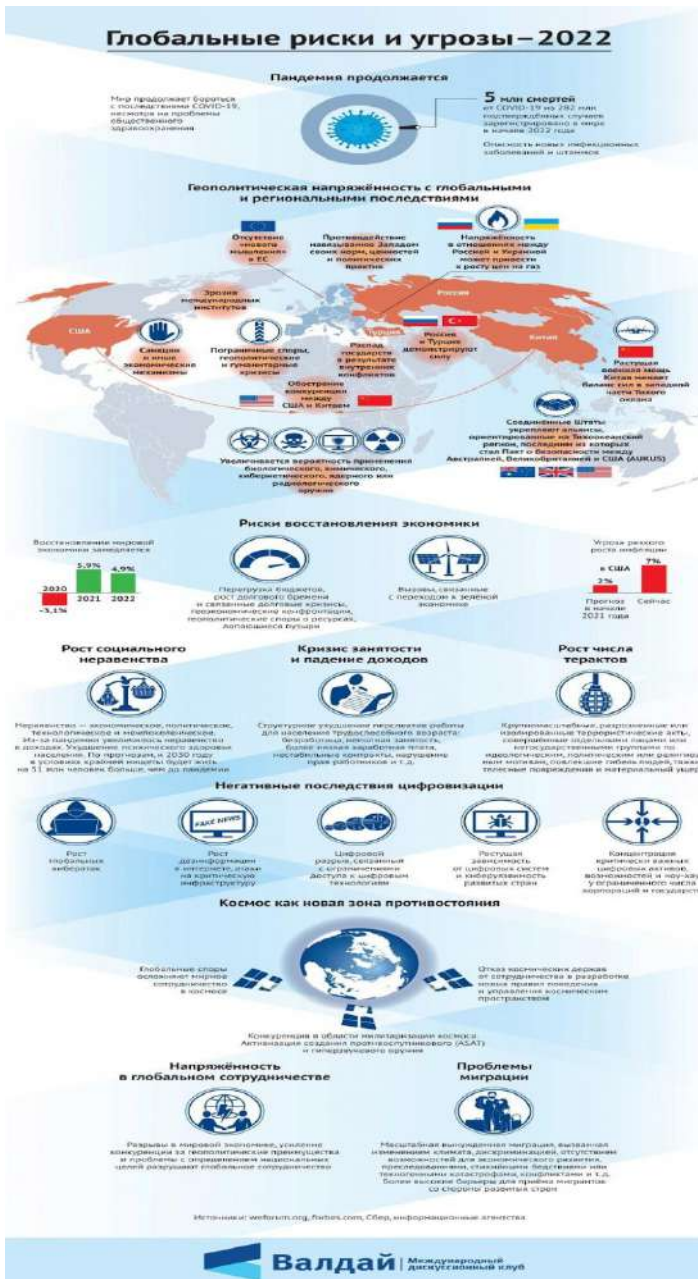 Глобальные риски и угрозы–2022
Пандемия продолжается
Мир продолжает бороться
с последствиями COVID-19,
несмотря на проблемы
общественного
здравоохранения
5 млн смертей
от COVID-19 из 282 млн
подтверждённых случаев
зарегистрировано в мире
в начале 2022 года
Опасность новых инфекционных
заболеваний и штаммов
Геополитическая напряжённость с глобальными
и региональными последствиями
Отсутствие
«нового
мышления»
в ЕС
Противодействие
навязыванию Западом
своих норм, ценностей
и политических
практик
Напряжённость
в отношениях между
Россией и Украиной
может привести
к росту цен на газ
Эрозия
международных
институтов
Россия
США
Турция
Китай
Санкции
и иные
экономические
механизмы
Пограничные споры,
геополитические
и гуманитарные
кризисы
Распад
государств
в результате
внутренних
конфликтов
Россия
и Турция
демонстрируют
силу
Растущая
военная мощь
Китая меняет
баланс сил в западной
части Тихого
океана
Обострение
конкуренции
между
США и Китаем
Соединённые Штаты
укрепляют альянсы,
ориентированные на Тихоокеанский
регион, последним из которых
стал Пакт о безопасности между
Австралией, Великобританией и США (AUKUS)
Увеличивается вероятность применения
биологического, химического,
кибернетического, ядерного или
радиологического
оружия
Риски восстановления экономики
Восстановление мировой
экономики замедляется
2020
-3,1%
5,9%
2021
4,9%
2022
Перегрузка бюджетов,
рост долгового бремени
и связанные долговые кризисы,
геоэкономические конфронтации,
геополитические споры о ресурсах,
лопающиеся пузыри
Вызовы, связанные
с переходом к зелёной
экономике
Угроза резкого
роста инфляции
в США
2%
Прогноз
в начале
2021 года
7%
Сейчас
Рост социального
неравенства
Неравенство — экономическое, политическое,
технологическое и межпоколенческое.
Из-за пандемии увеличилось неравенство
в доходах. Ухудшение психического здоровья
населения. По прогнозам, к 2030 году
в условиях крайней нищеты будет жить
на 51 млн человек больше, чем до пандемии
Кризис занятости
и падение доходов
Структурное ухудшение перспектив работы
для населения трудоспособного возраста:
безработица, неполная занятость,
более низкая заработная плата,
нестабильные контракты, нарушение
прав работников и т.д.
Рост числа
терактов
Крупномасштабные, разрозненные или
изолированные террористические акты,
совершённые отдельными лицами или
негосударственными группами по
идеологическим, политическим или религиоз
ным мотивам, повлекшие гибель людей, тяжк
телесные повреждения и материальный ущер
Негативные последствия цифровизации
Рост
глобальных
кибератак
FAKE NEWS
Рост
дезинформации
в интернете, атаки
на критическую
инфраструктуру
Цифровой
разрыв, связанный
с ограничениями
доступа к цифровым
технологиям
Растущая
зависимость
от цифровых систем
и киберуязвимость
развитых стран
Концентрация
критически важных
цифровых активов,
возможностей и ноу-хау
у ограниченного числа
корпораций и государств
Космос как новая зона противостояния
Глобальные споры
осложняют мирное
сотрудничество
в космосе
Отказ космических держав
от сотрудничества в разработке
новых правил поведения
и управления космическим
пространством
Конкуренция в области милитаризации космоса
Активизация создания противоспутникового (ASAT)
и гиперзвукового оружия
Напряжённость
в глобальном сотрудничестве
Разрывы в мировой экономике, усиление
конкуренции за геополитические преимущества
и проблемы с определением национальных
целей разрушают глобальное сотрудничество
Проблемы
миграции
Масштабная вынужденная миграция, вызванная
изменением климата, дискриминацией, отсутствием
возможностей для экономического развития,
преследованиями, стихийными бедствиями или
техногенными катастрофами, конфликтами и т.д.
Более высокие барьеры для приёма мигрантов
со стороны развитых стран
Источники: weforum.org, forbes.com, Сбер, информационные агентства
Валдай
Международный
дискуссионный клуб